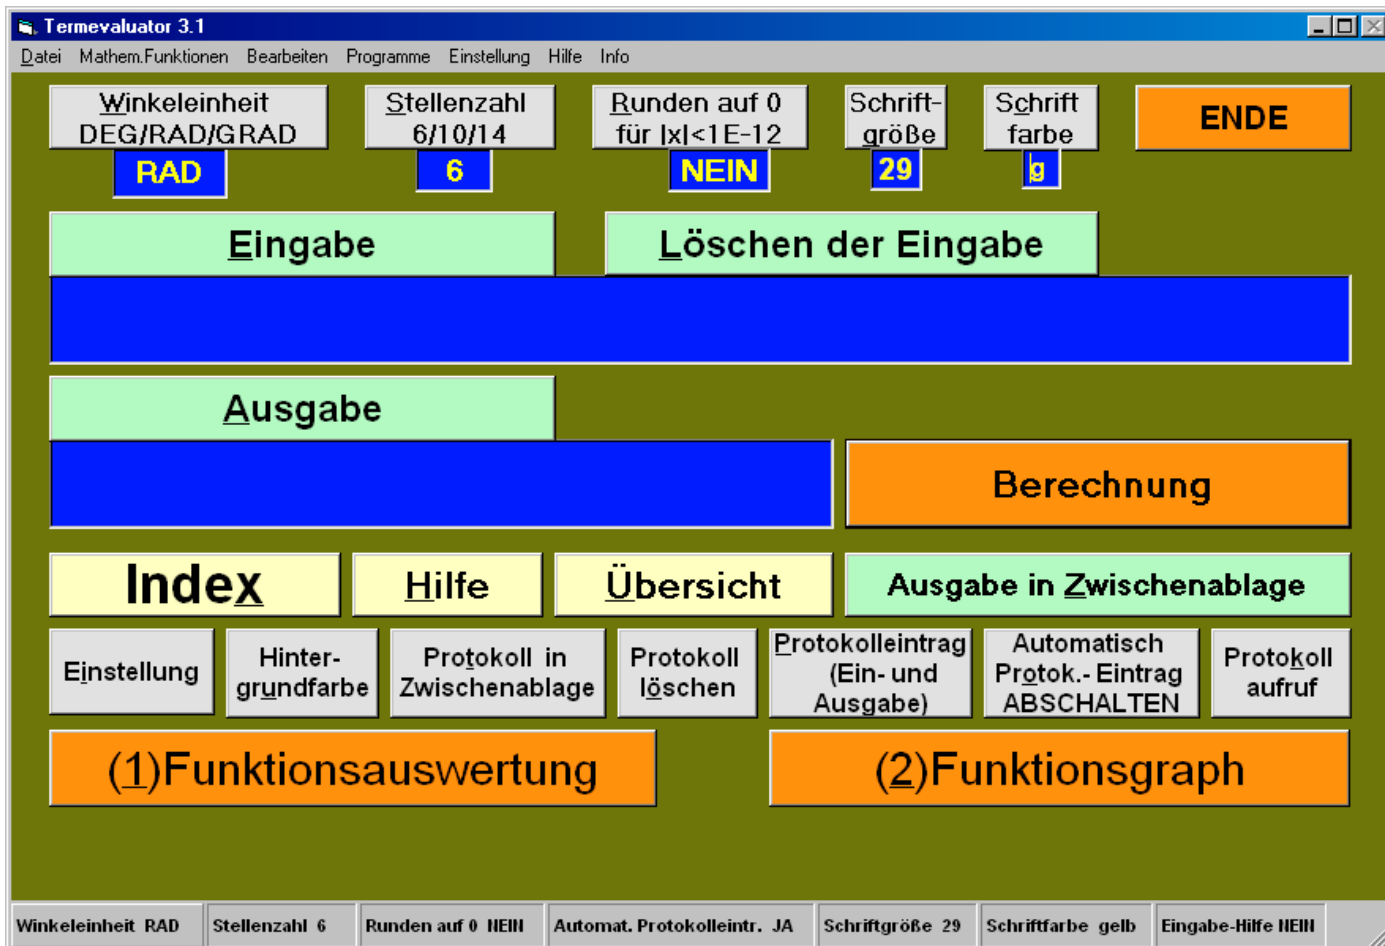 Termevaluator 3.1
Datei Mathem.Funktionen Bearbeiten Programme Einstellung Hilfe Info
Winkeleinheit
DEG/RAD/GRAD
RAD
Stellenzahl
6/10/14
6
Runden auf 0
für |x|<1E-12
NEIN
Schrift-
größe
29
Schrift
farbe
g
ENDE
Eingabe
Löschen der Eingabe
Ausgabe
Berechnung
Index
Hilfe
Übersicht
Ausgabe in Zwischenablage
Einstellung
Hinter-
grundfarbe
Protokoll in
Zwischenablage
Protokoll
löschen
Protokolleintrag
(Ein- und
Ausgabe)
Automatisch
Protok.- Eintrag
ABSCHALTEN
Protokoll
aufruf
(1)Funktionsauswertung
(2)Funktionsgraph
Winkeleinheit RAD
Stellenzahl 6
Runden auf 0 NEIN
Automat. Protokolleintr. JA
Schriftgröße 29
Schriftfarbe gelb
Eingabe-Hilfe NEIN